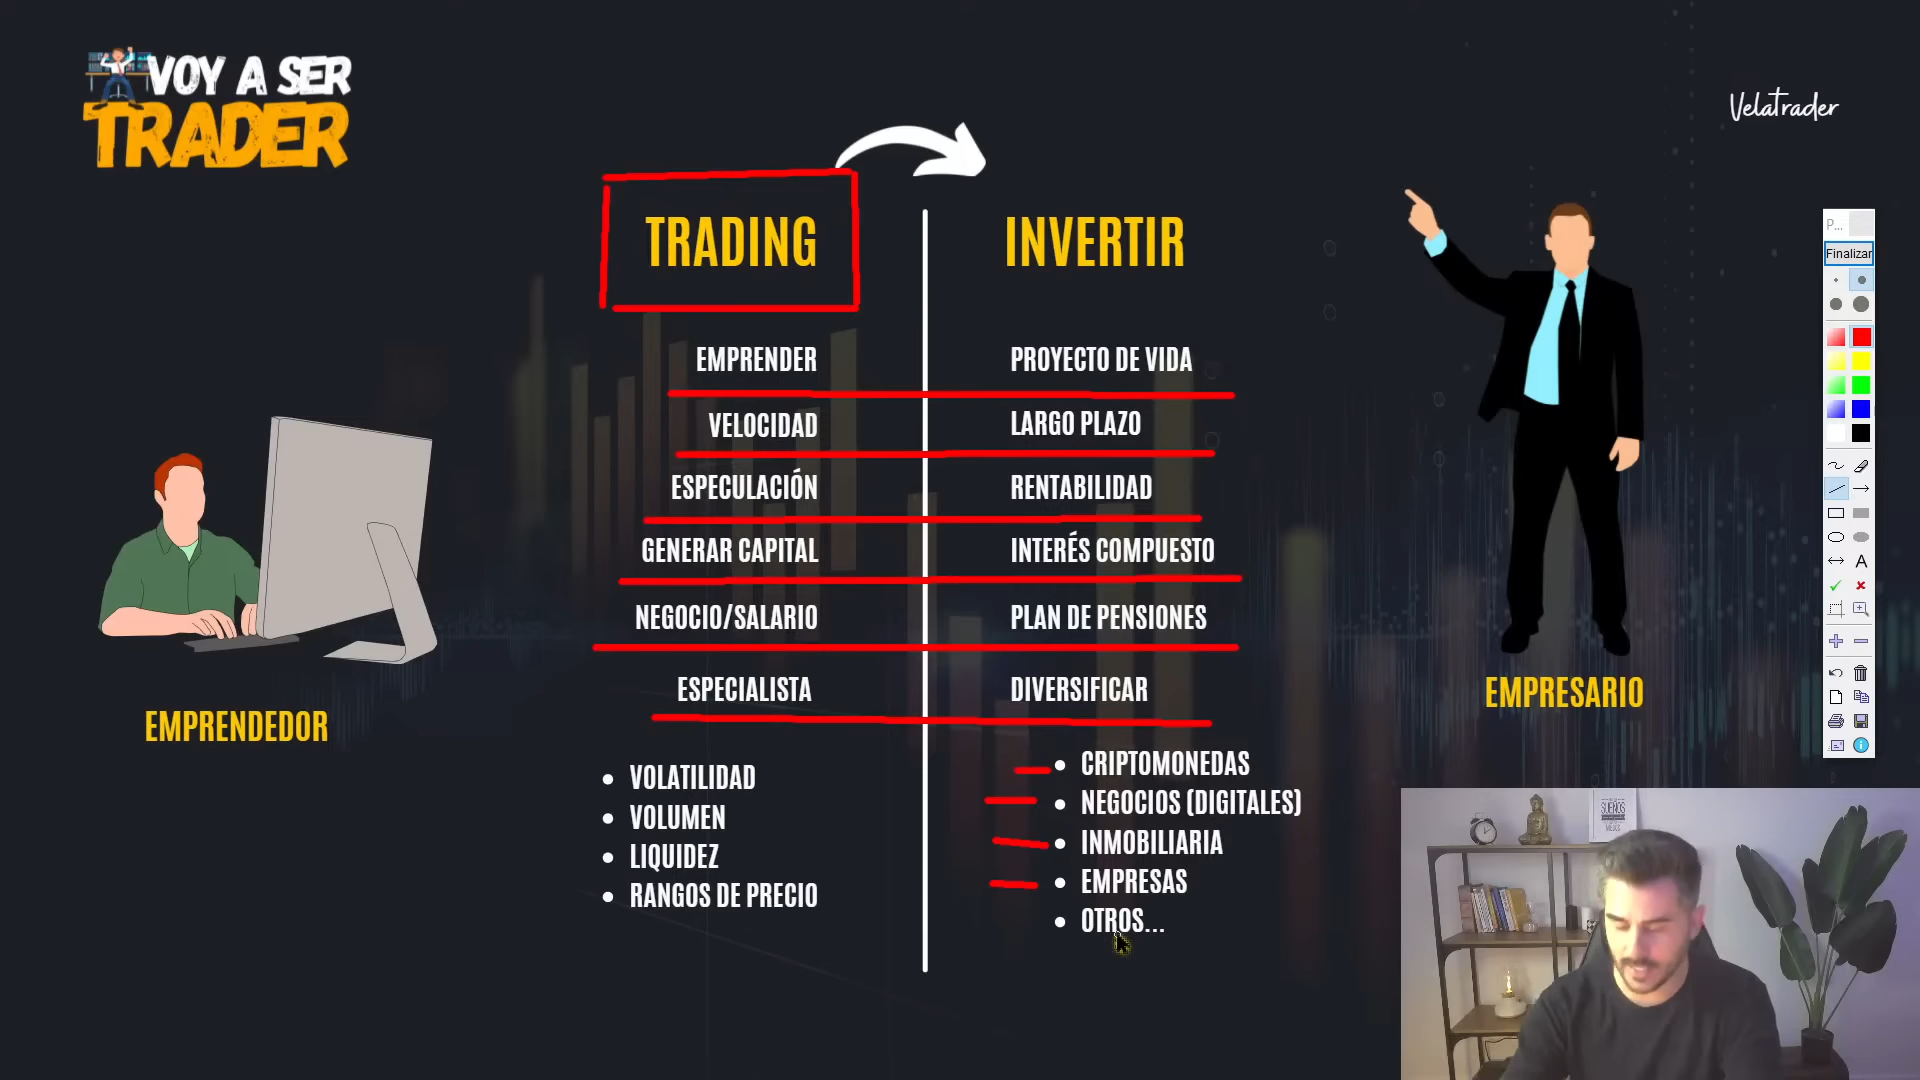 VOY A SER
TRADER
Velatrader
TRADING
INVERTIR
EMPRENDER
PROYECTO DE VIDA
VELOCIDAD
LARGO PLAZO
ESPECULACIÓN
RENTABILIDAD
GENERAR CAPITAL
INTERÉS COMPUESTO
NEGOCIO/SALARIO
PLAN DE PENSIONES
ESPECIALISTA
DIVERSIFICAR
EMPRENDEDOR
EMPRESARIO
• VOLATILIDAD
• VOLUMEN
• LIQUIDEZ
• RANGOS DE PRECIO
• CRIPTOMONEDAS
• NEGOCIOS (DIGITALES)
• INMOBILIARIA
• EMPRESAS
• OTROS...
P...
Finalizar
A
SUEÑOS